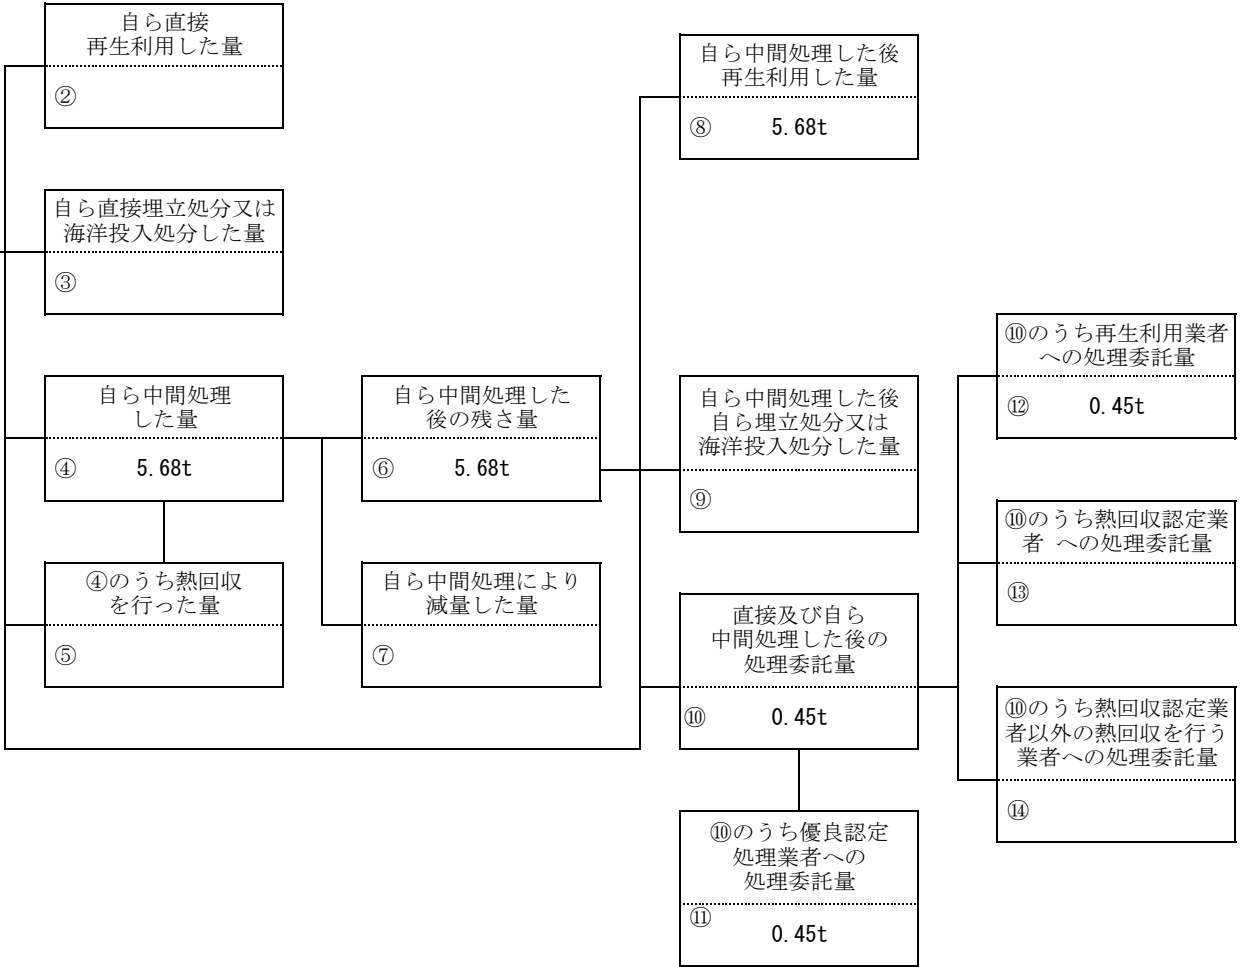 自ら直接
再生利用した量
②
自ら直接埋立処分又は
海洋投入処分した量
③
自ら中間処理
した量
④ 5.68t
④のうち熱回収
を行った量
⑤
自ら中間処理した
後の残さ量
⑥ 5.68t
自ら中間処理により
減量した量
⑦
自ら中間処理した後
再生利用した量
⑧ 5.68t
自ら中間処理した後
自ら埋立処分又は
海洋投入処分した量
⑨
直接及び自ら
中間処理した後の
処理委託量
⑩ 0.45t
⑩のうち優良認定
処理業者への
処理委託量
⑪ 0.45t
⑩のうち再生利用業者
への処理委託量
⑫ 0.45t
⑩のうち熱回収認定業
者 への処理委託量
⑬
⑩のうち熱回収認定業
者以外の熱回収を行う
業者への処理委託量
⑭